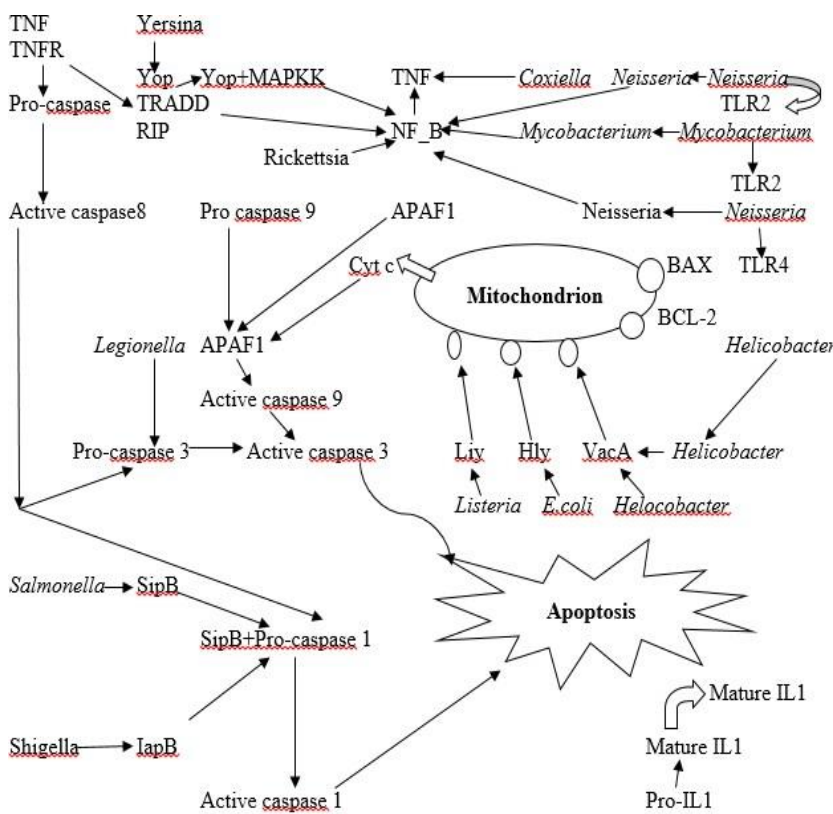 TNF
TNFR
Yersina
Yop
Yop+MAPKK
TNF
Coxiella
Neisseria
Neisseria
Pro-caspase
TRADD
TLR2
RIP
NF_B
Mycobacterium
Mycobacterium
Rickettsia
TLR2
Active caspase8
Pro caspase 9
APAF1
Neisseria
Neisseria
Cyt c
BAX
TLR4
Mitochondrion
BCL-2
Legionella
APAF1
Helicobacter
Active caspase 9
Pro-caspase 3
Active caspase 3
Liy
Hly
VacA
Helicobacter
Listeria
E.coli
Helocobacter
Salmonella
SipB
Apoptosis
SipB+Pro-caspase 1
Mature IL1
Shigella
IapB
Mature IL1
Active caspase 1
Pro-IL1